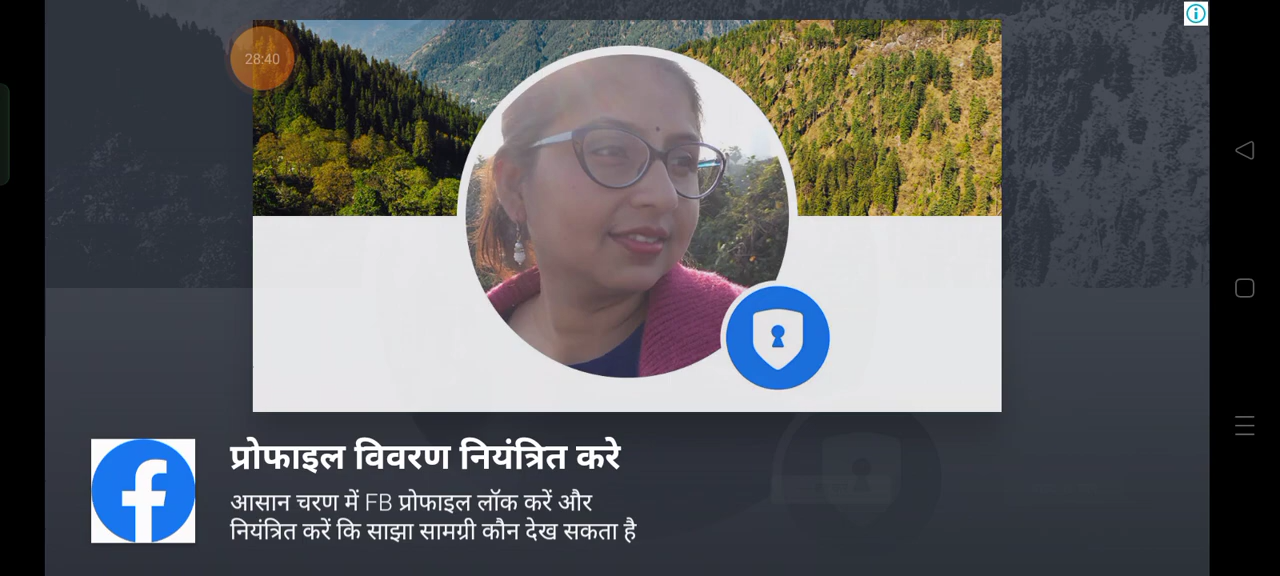 28:40
प्रोफाइल विवरण नियंत्रित करे
आसान चरण में FB प्रोफाइल लॉक करें और
नियंत्रित करें कि साझा सामग्री कौन देख सकता है